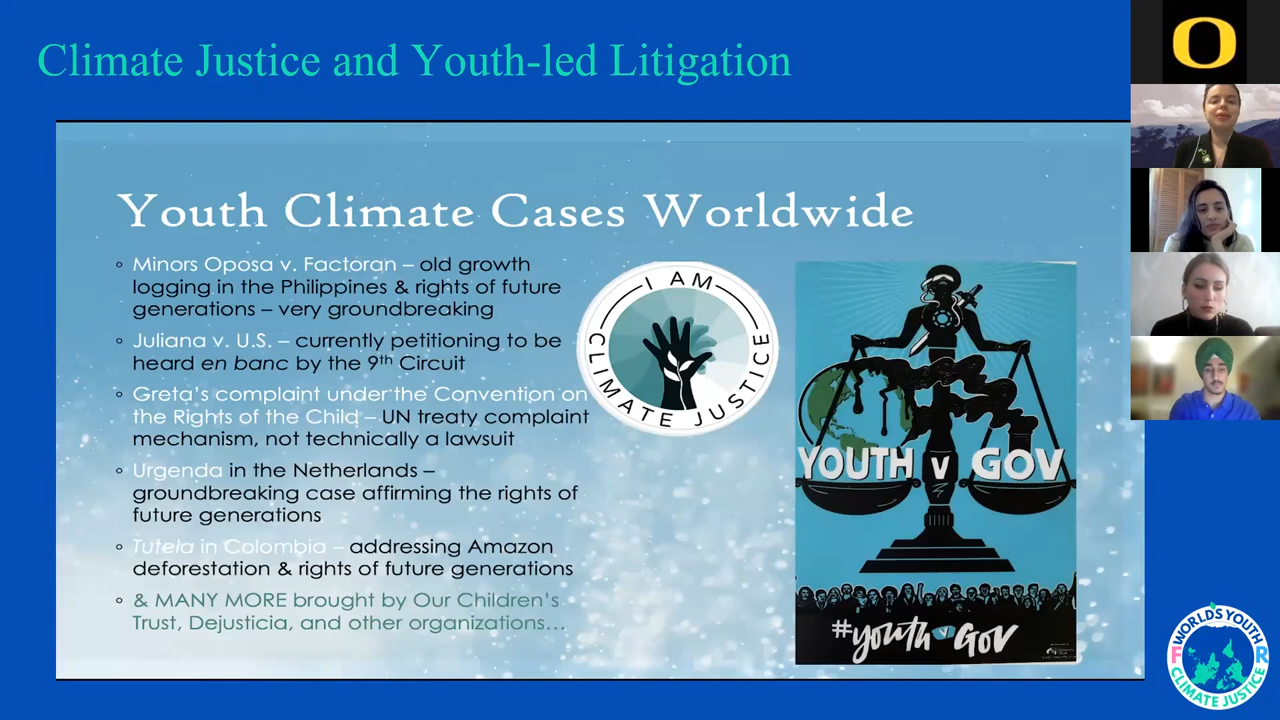 Climate Justice and Youth-led Litigation
O
Youth Climate Cases Worldwide
◦ Minors Oposa v. Factoran – old growth
logging in the Philippines & rights of future
generations – very groundbreaking
◦ Juliana v. U.S. – currently petitioning to be
heard en banc by the 9th Circuit
◦ Greta's complaint under the Convention on
the Rights of the Child – UN treaty complaint
mechanism, not technically a lawsuit
◦ Urgenda in the Netherlands –
groundbreaking case affirming the rights of
future generations
◦ Tutela in Colombia – addressing Amazon
deforestation & rights of future generations
◦ & MANY MORE brought by Our Children's
Trust, Dejusticia, and other organizations…
I AM
CLIMATE JUSTICE
YOUTH v GOV
#youth v Gov
WORLD'S YOUTH
F R
CLIMATE JUSTICE